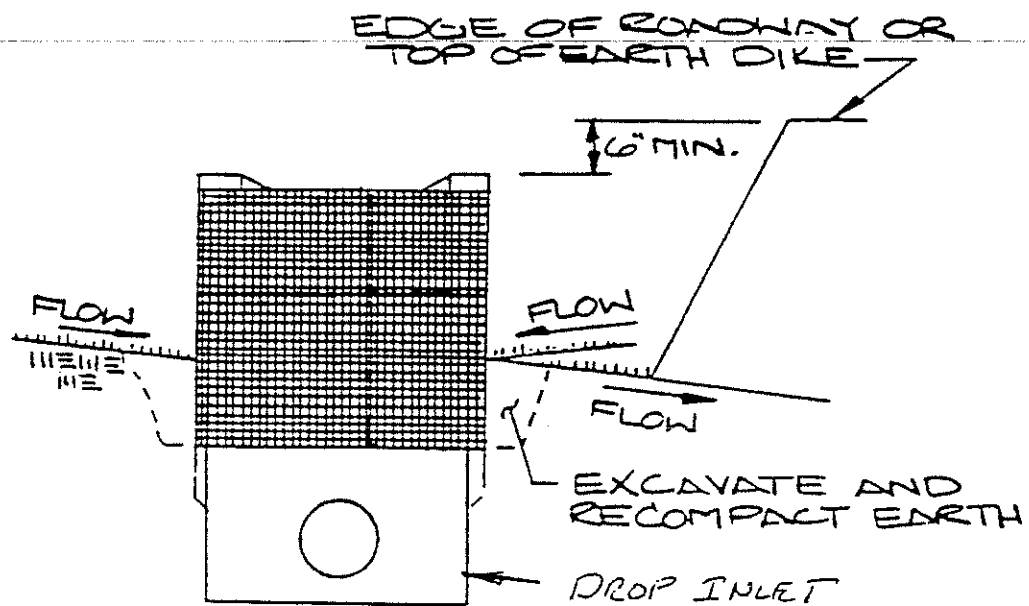 EDGE OF ROADWAY OR
TOP OF EARTH DIKE
6" MIN.
FLOW
FLOW
FLOW
EXCAVATE AND
RECOMPACT EARTH
DROP INLET